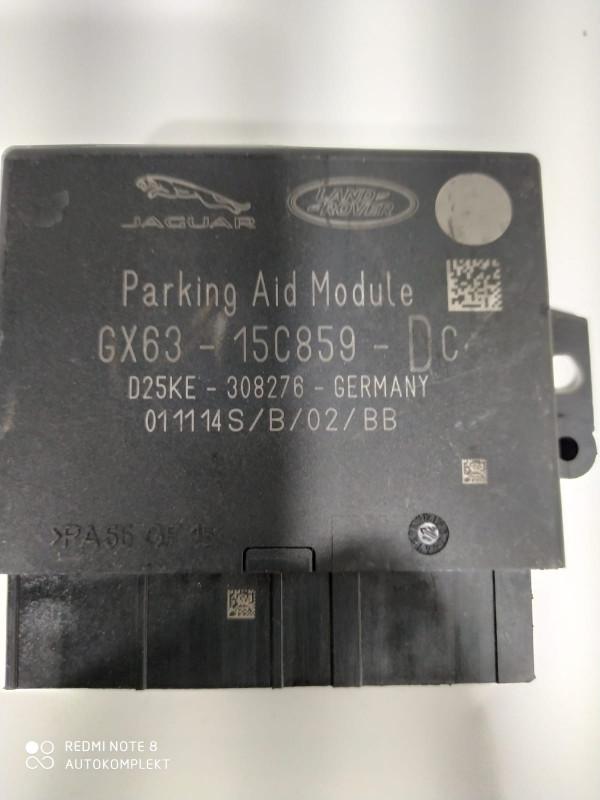 JAGUAR
LAND ROVER
Parking Aid Module
GX63 - 15C859 - DC
D25KE - 308276 - GERMANY
011114S/B/02/BB
REDMI NOTE 8
AUTOKOMPLEKT